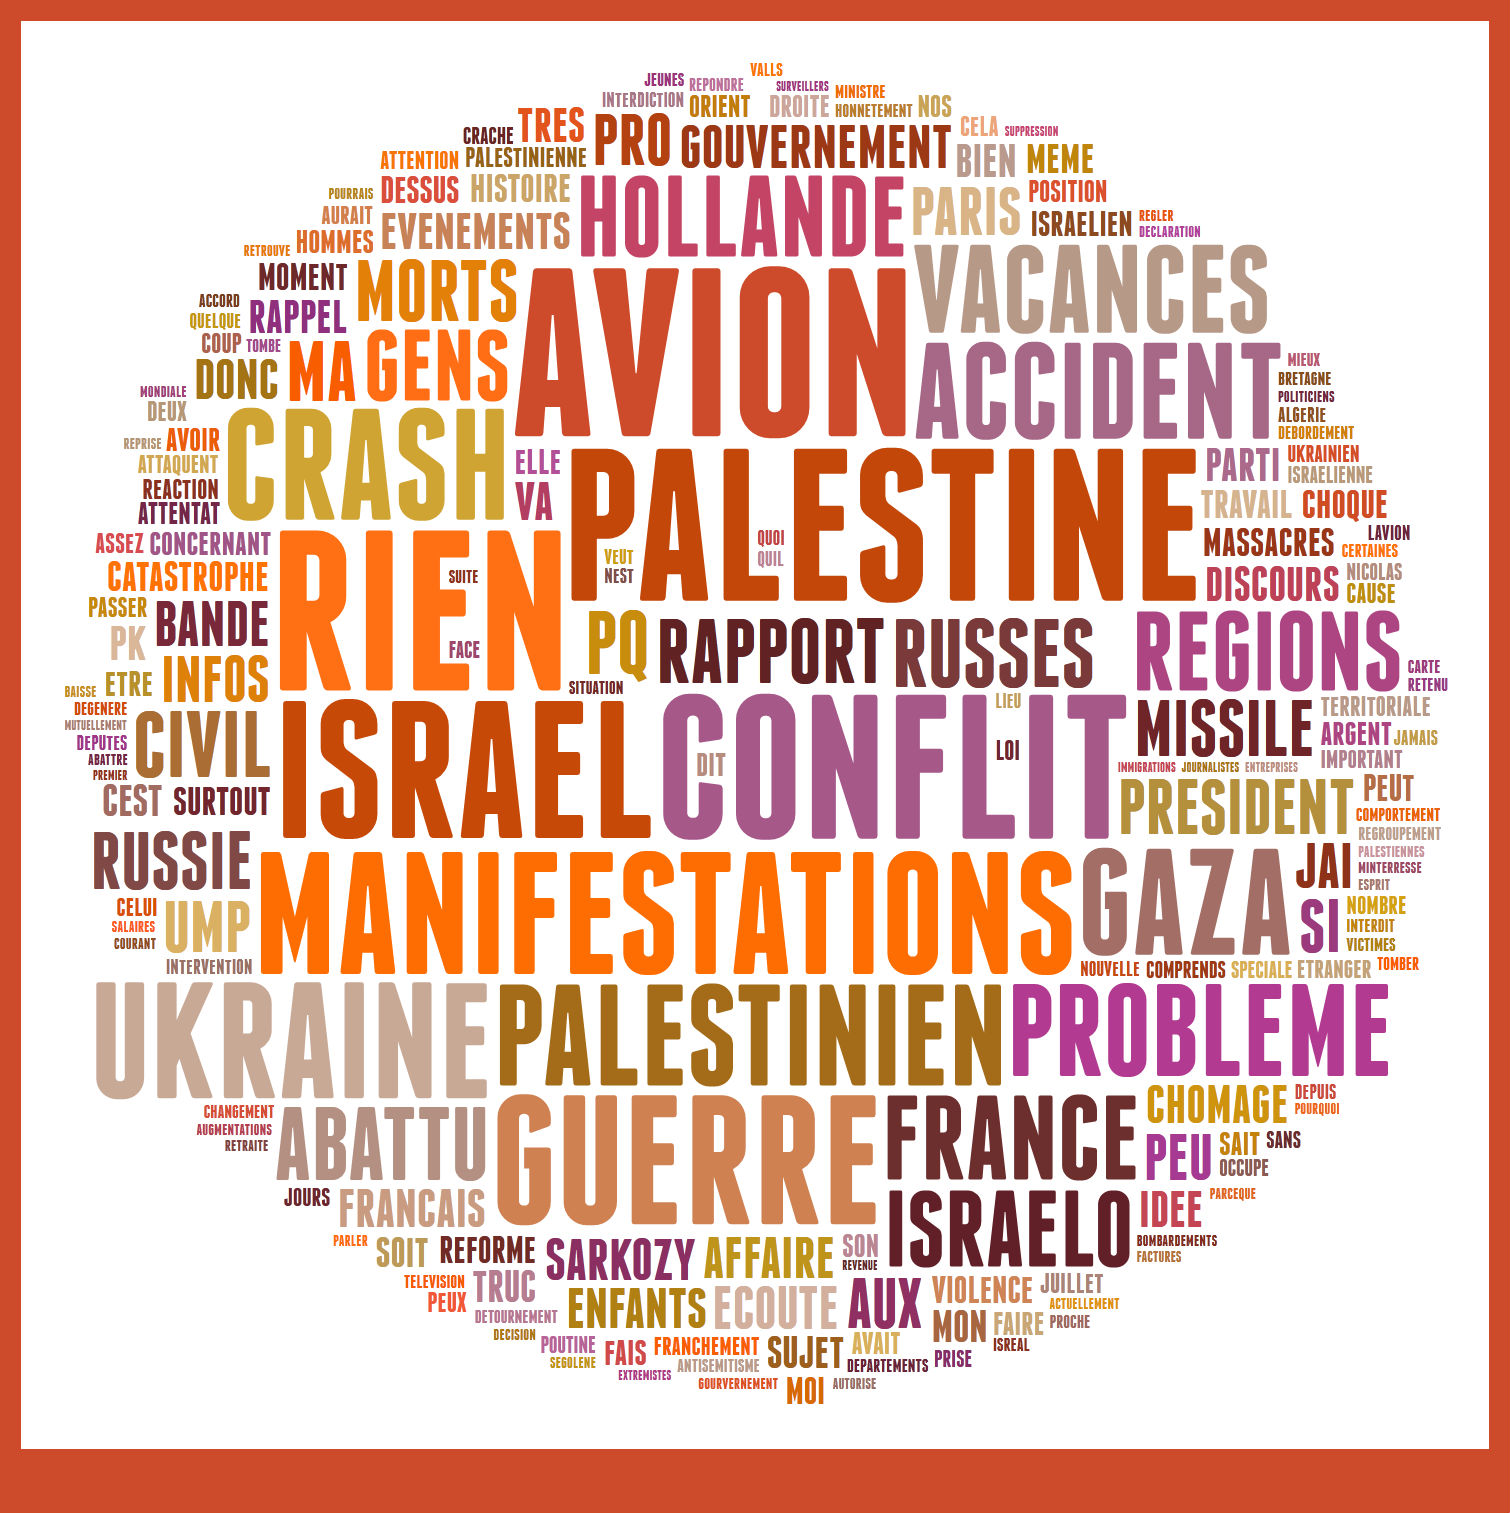 VALLS
JEUNES REPONDRE SURVEILLERS MINISTRE
INTERDICTION ORIENT DROITE HONNETEMENT NOS
TRES PRO GOUVERNEMENT CELA SUPPRESSION
CRACHE
ATTENTION PALESTINIENNE BIEN MEME
POURRAIS DESSUS HISTOIRE HOLLANDE PARIS POSITION
AURAIT EVENEMENTS ISRAELIEN REGLER
DECLARATION
RETROUVE HOMMES
MOMENT MORTS AVION VACANCES
ACCORD
QUELQUE RAPPEL
COUP TOMBE
DONC MA GENS ACCIDENT MIEUX
BRETAGNE
MONDIALE POLITICIENS
DEUX ALGERIE
REPRISE AVOIR CRASH DEBORDEMENT
ATTAQUENT ELLE PALESTINE PARTI UKRAINIEN
ISRAELIENNE
REACTION VA TRAVAIL CHOQUE
ATTENTAT
ASSEZ CONCERNANT QUOI MASSACRES LAVION
CERTAINES
VEUT QUIL
CATASTROPHE RIEN SUITE NEST DISCOURS NICOLAS
CAUSE
PASSER BANDE
PK FACE PQ RAPPORT RUSSES REGIONS
ETRE INFOS CARTE
BAISSE SITUATION RETENU
DEGENERE LIEU TERRITORIALE
MUTUELLEMENT CIVIL ISRAEL CONFLIT MISSILE ARGENT JAMAIS
DEPUTES LOI
ABATTRE DIT IMPORTANT
PREMIER IMMIGRATIONS JOURNALISTES ENTREPRISES
CEST SURTOUT PRESIDENT PEUT
COMPORTEMENT
REGROUPEMENT
RUSSIE MANIFESTATIONS GAZA JAI PALESTIENNES
MINTERRESSE
ESPRIT
CELUI UMP SI NOMBRE
SALAIRES INTERDIT
COURANT VICTIMES
INTERVENTION NOUVELLE COMPRENDS SPECIALE ETRANGER TOMBER
UKRAINE PALESTINIEN PROBLEME
CHANGEMENT ABATTU GUERRE FRANCE CHOMAGE DEPUIS
POURQUOI
AUGMENTATIONS
RETRAITE PEU SAIT SANS
OCCUPE
JOURS FRANCAIS ISRAELO IDEE PARCEQUE
PARLER SOIT REFORME SARKOZY AFFAIRE SON BOMBARDEMENTS
REVENUE FACTURES
TELEVISION TRUC VIOLENCE JUILLET
PEUX ENFANTS ECOUTE AUX ACTUELLEMENT
DETOURNEMENT MON FAIRE PROCHE
DECISION POUTINE FAIS FRANCHEMENT SUJET AVAIT ISREAL
SEGOLENE ANTISEMITISME DEPARTEMENTS PRISE
EXTREMISTES GOURVERNEMENT MOI AUTORISE